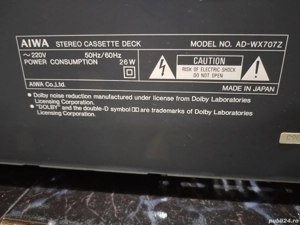 AIWA STEREO CASSETTE DECK MODEL NO. AD-WX707Z
~220V 50Hz/60Hz
POWER CONSUMPTION 26W
CAUTION
RISK OF ELECTRIC SHOCK
DO NOT OPEN
AIWA Co.,Ltd.
MADE IN JAPAN
• Dolby noise reduction manufactured under license from Dolby Laboratories
Licensing Corporation.
• "DOLBY" and the double-D symbol are trademarks of Dolby Laboratories
Licensing Corporation.
publi24.ro